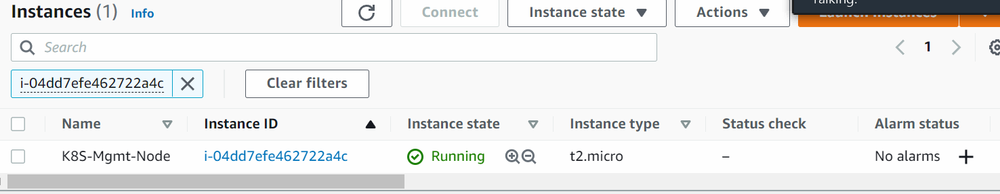 Instances (1) Info
Connect
Instance state
Actions
Launch instances
Talking:
Search
1
i-04dd7efe462722a4c
Clear filters
Name Instance ID Instance state Instance type Status check Alarm status
K8S-Mgmt-Node i-04dd7efe462722a4c Running t2.micro – No alarms +